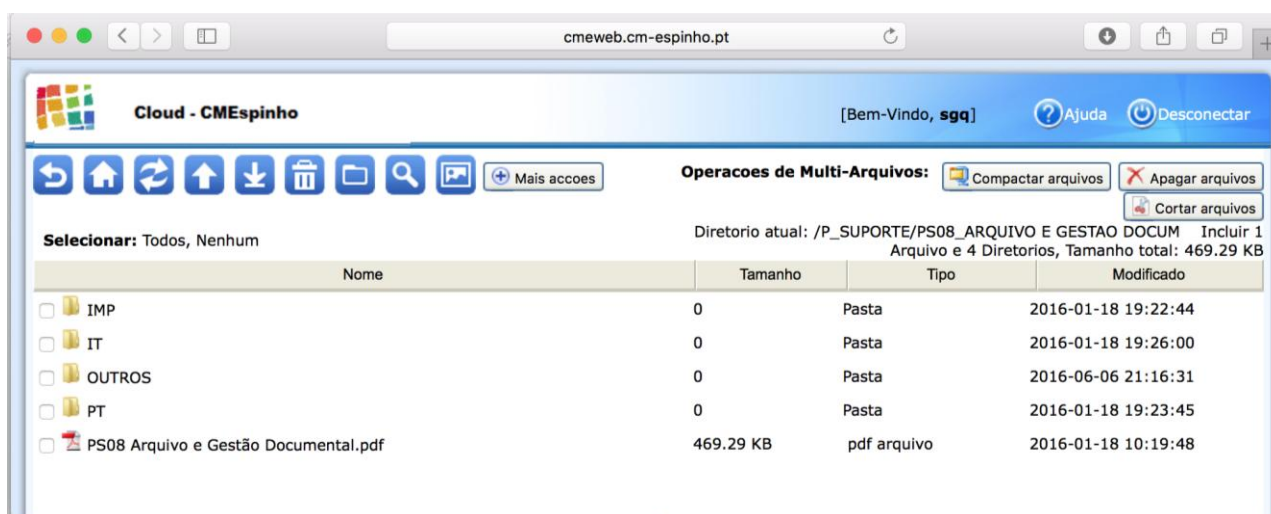 cmeweb.cm-espinho.pt
Cloud - CMEspinho
[Bem-Vindo, sgq]
Ajuda
Desconectar
Mais accoes
Operacoes de Multi-Arquivos:
Compactar arquivos
Apagar arquivos
Cortar arquivos
Selecionar: Todos, Nenhum
Diretorio atual: /P_SUPORTE/PS08_ARQUIVO E GESTAO DOCUM Incluir 1
Arquivo e 4 Diretorios, Tamanho total: 469.29 KB
Nome Tamanho Tipo Modificado
IMP 0 Pasta 2016-01-18 19:22:44
IT 0 Pasta 2016-01-18 19:26:00
OUTROS 0 Pasta 2016-06-06 21:16:31
PT 0 Pasta 2016-01-18 19:23:45
PS08 Arquivo e Gestão Documental.pdf 469.29 KB pdf arquivo 2016-01-18 10:19:48